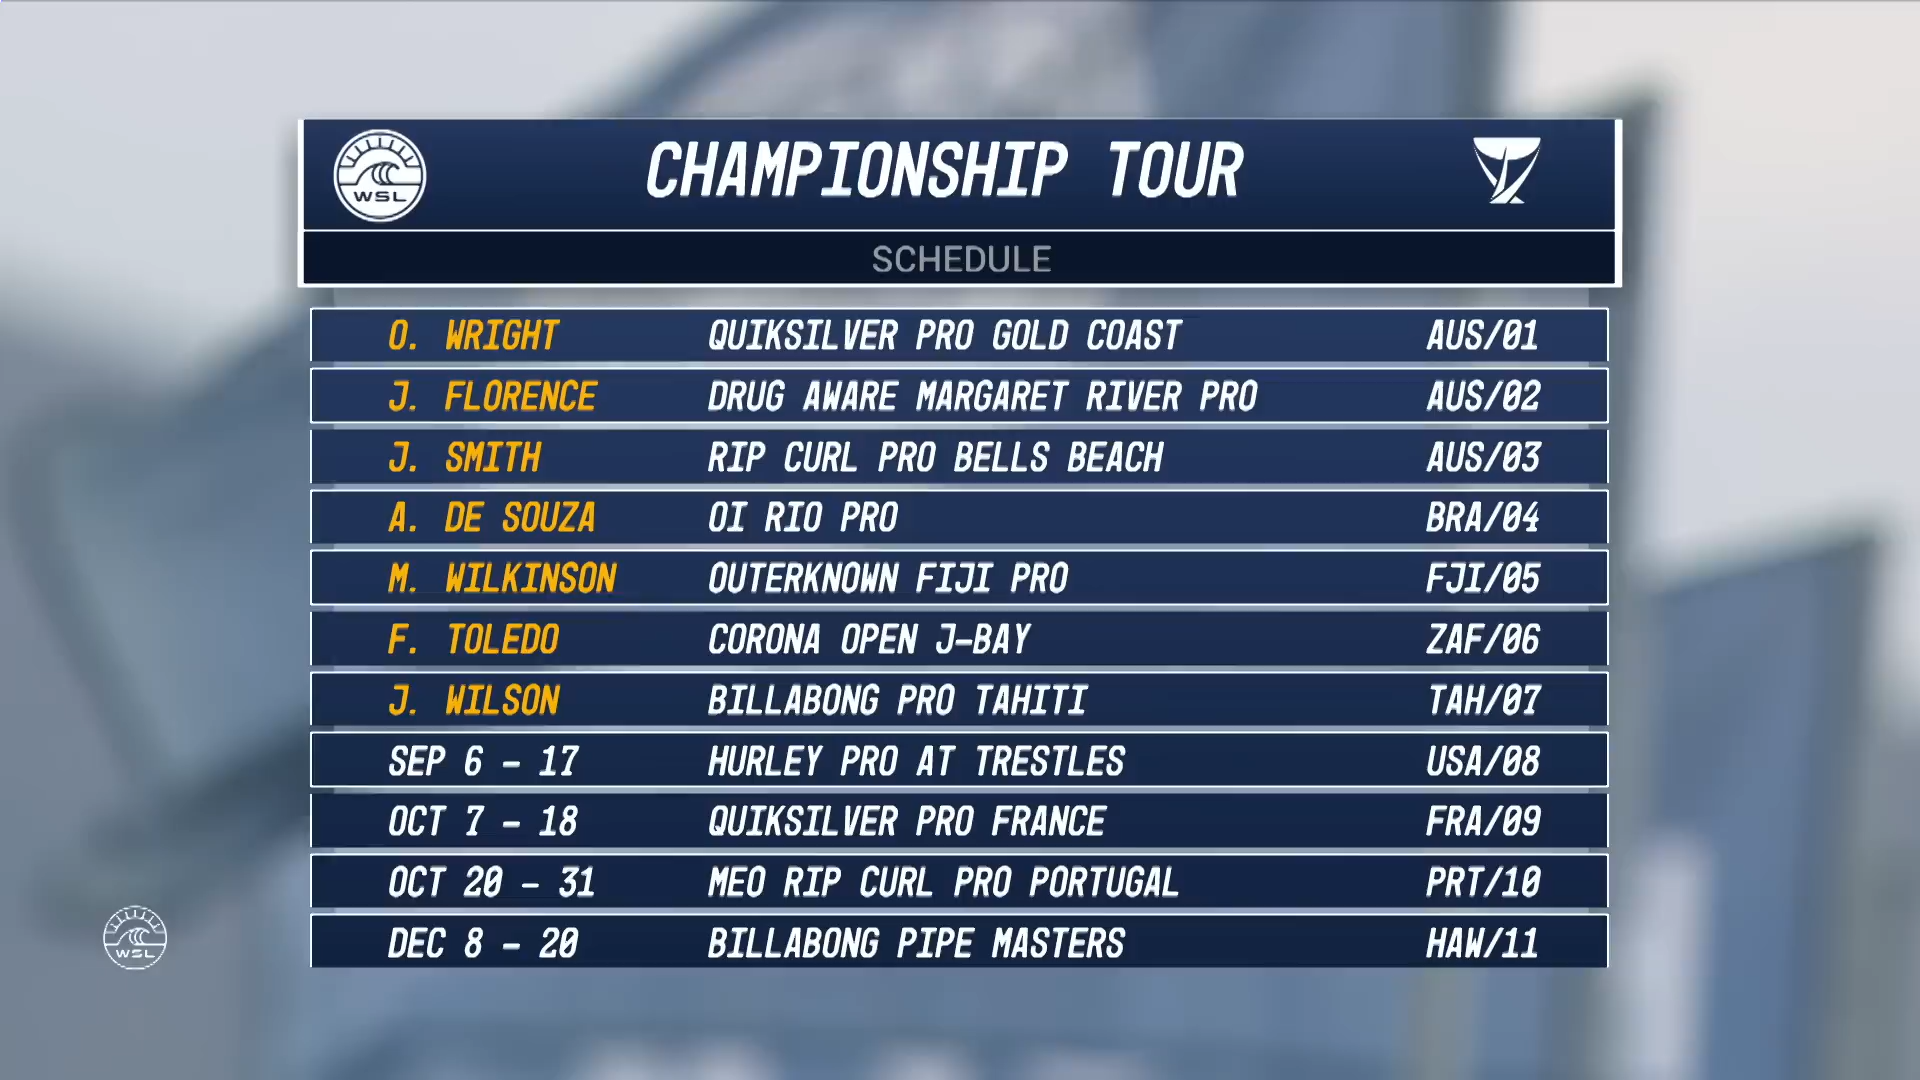 WSL
CHAMPIONSHIP TOUR
SCHEDULE
O. WRIGHT QUIKSILVER PRO GOLD COAST AUS/01
J. FLORENCE DRUG AWARE MARGARET RIVER PRO AUS/02
J. SMITH RIP CURL PRO BELLS BEACH AUS/03
A. DE SOUZA OI RIO PRO BRA/04
M. WILKINSON OUTERKNOWN FIJI PRO FJI/05
F. TOLEDO CORONA OPEN J-BAY ZAF/06
J. WILSON BILLABONG PRO TAHITI TAH/07
SEP 6 - 17 HURLEY PRO AT TRESTLES USA/08
OCT 7 - 18 QUIKSILVER PRO FRANCE FRA/09
OCT 20 - 31 MEO RIP CURL PRO PORTUGAL PRT/10
DEC 8 - 20 BILLABONG PIPE MASTERS HAW/11
WSL